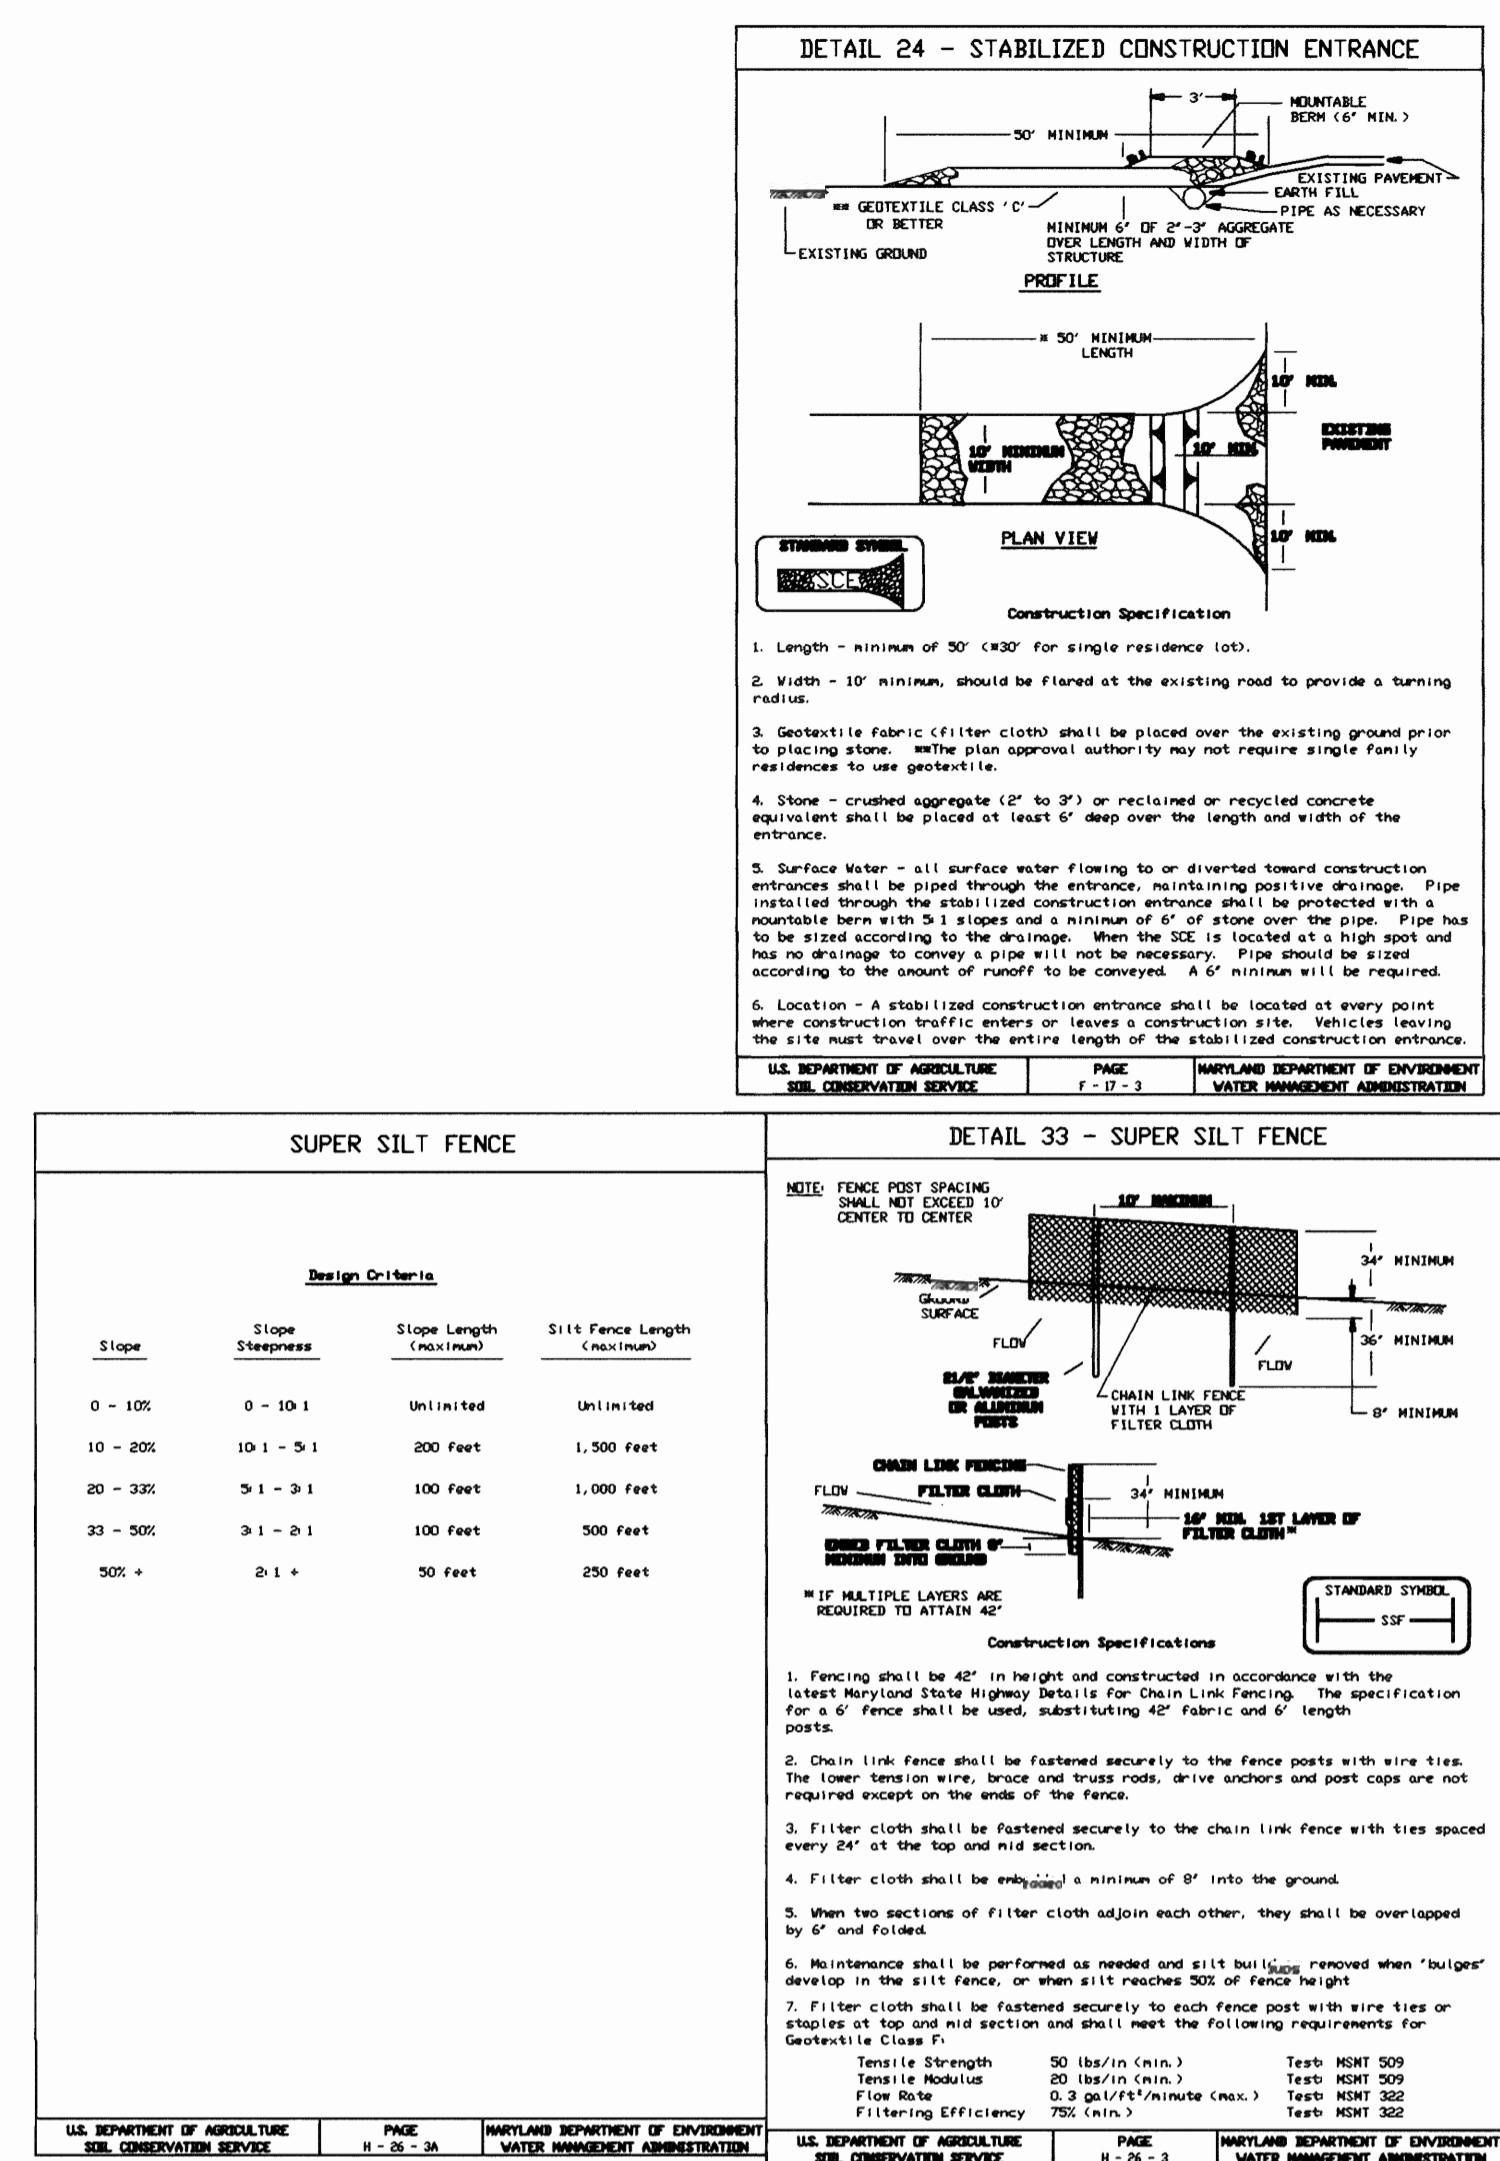 DETAIL 24 - STABILIZED CONSTRUCTION ENTRANCE
3'
MOUNTABLE
BERM (6" MIN.)
50' MINIMUM
EXISTING PAVEMENT
EARTH FILL
PIPE AS NECESSARY
** GEOTEXTILE CLASS 'C'
OR BETTER
MINIMUM 6" OF 2"-3" AGGREGATE
OVER LENGTH AND WIDTH OF
STRUCTURE
EXISTING GROUND
PROFILE
* 50' MINIMUM
LENGTH
10' MIN.
EXISTING
PAVEMENT
10' MINIMUM
WIDTH
10' MIN.
10' MIN.
PLAN VIEW
STANDARD SYMBOL
SCE
Construction Specification
1. Length - minimum of 50' (*30' for single residence lot).
2. Width - 10' minimum, should be flared at the existing road to provide a turning
radius.
3. Geotextile fabric (filter cloth) shall be placed over the existing ground prior
to placing stone. **The plan approval authority may not require single family
residences to use geotextile.
4. Stone - crushed aggregate (2" to 3") or reclaimed or recycled concrete
equivalent shall be placed at least 6" deep over the length and width of the
entrance.
5. Surface Water - all surface water flowing to or diverted toward construction
entrances shall be piped through the entrance, maintaining positive drainage. Pipe
installed through the stabilized construction entrance shall be protected with a
mountable berm with 5:1 slopes and a minimum of 6" of stone over the pipe. Pipe has
to be sized according to the drainage. When the SCE is located at a high spot and
has no drainage to convey a pipe will not be necessary. Pipe should be sized
according to the amount of runoff to be conveyed. A 6" minimum will be required.
6. Location - A stabilized construction entrance shall be located at every point
where construction traffic enters or leaves a construction site. Vehicles leaving
the site must travel over the entire length of the stabilized construction entrance.
U.S. DEPARTMENT OF AGRICULTURE
SOIL CONSERVATION SERVICE
PAGE
F - 17 - 3
MARYLAND DEPARTMENT OF ENVIRONMENT
WATER MANAGEMENT ADMINISTRATION
SUPER SILT FENCE
Design Criteria
Slope Slope Steepness Slope Length (maximum) Silt Fence Length (maximum)
0 - 10% 0 - 10:1 Unlimited Unlimited
10 - 20% 10:1 - 5:1 200 feet 1,500 feet
20 - 33% 5:1 - 3:1 100 feet 1,000 feet
33 - 50% 3:1 - 2:1 100 feet 500 feet
50% + 2:1 + 50 feet 250 feet
U.S. DEPARTMENT OF AGRICULTURE
SOIL CONSERVATION SERVICE
PAGE
H - 26 - 3A
MARYLAND DEPARTMENT OF ENVIRONMENT
WATER MANAGEMENT ADMINISTRATION
DETAIL 33 - SUPER SILT FENCE
NOTE: FENCE POST SPACING
SHALL NOT EXCEED 10'
CENTER TO CENTER
10' MAXIMUM
34" MINIMUM
GROUND
SURFACE
FLOW
36" MINIMUM
FLOW
21/2" DIAMETER
GALVANIZED
OR ALUMINUM
POSTS
CHAIN LINK FENCE
WITH 1 LAYER OF
FILTER CLOTH
8" MINIMUM
CHAIN LINK FENCING
FLOW
FILTER CLOTH
34" MINIMUM
16" MIN. 1ST LAYER OF
FILTER CLOTH*
EMBED FILTER CLOTH 8"
MINIMUM INTO GROUND
* IF MULTIPLE LAYERS ARE
REQUIRED TO ATTAIN 42"
STANDARD SYMBOL
SSF
Construction Specifications
1. Fencing shall be 42" in height and constructed in accordance with the
latest Maryland State Highway Details for Chain Link Fencing. The specification
for a 6' fence shall be used, substituting 42" fabric and 6' length
posts.
2. Chain link fence shall be fastened securely to the fence posts with wire ties.
The lower tension wire, brace and truss rods, drive anchors and post caps are not
required except on the ends of the fence.
3. Filter cloth shall be fastened securely to the chain link fence with ties spaced
every 24" at the top and mid section.
4. Filter cloth shall be embedded a minimum of 8" into the ground.
5. When two sections of filter cloth adjoin each other, they shall be overlapped
by 6" and folded.
6. Maintenance shall be performed as needed and silt buildups removed when "bulges"
develop in the silt fence, or when silt reaches 50% of fence height
7. Filter cloth shall be fastened securely to each fence post with wire ties or
staples at top and mid section and shall meet the following requirements for
Geotextile Class F:
Tensile Strength 50 lbs/in (min.) Test: MSMT 509
Tensile Modulus 20 lbs/in (min.) Test: MSMT 509
Flow Rate 0.3 gal/ft²/minute (max.) Test: MSMT 322
Filtering Efficiency 75% (min.) Test: MSMT 322
U.S. DEPARTMENT OF AGRICULTURE
SOIL CONSERVATION SERVICE
PAGE
H - 26 - 3
MARYLAND DEPARTMENT OF ENVIRONMENT
WATER MANAGEMENT ADMINISTRATION